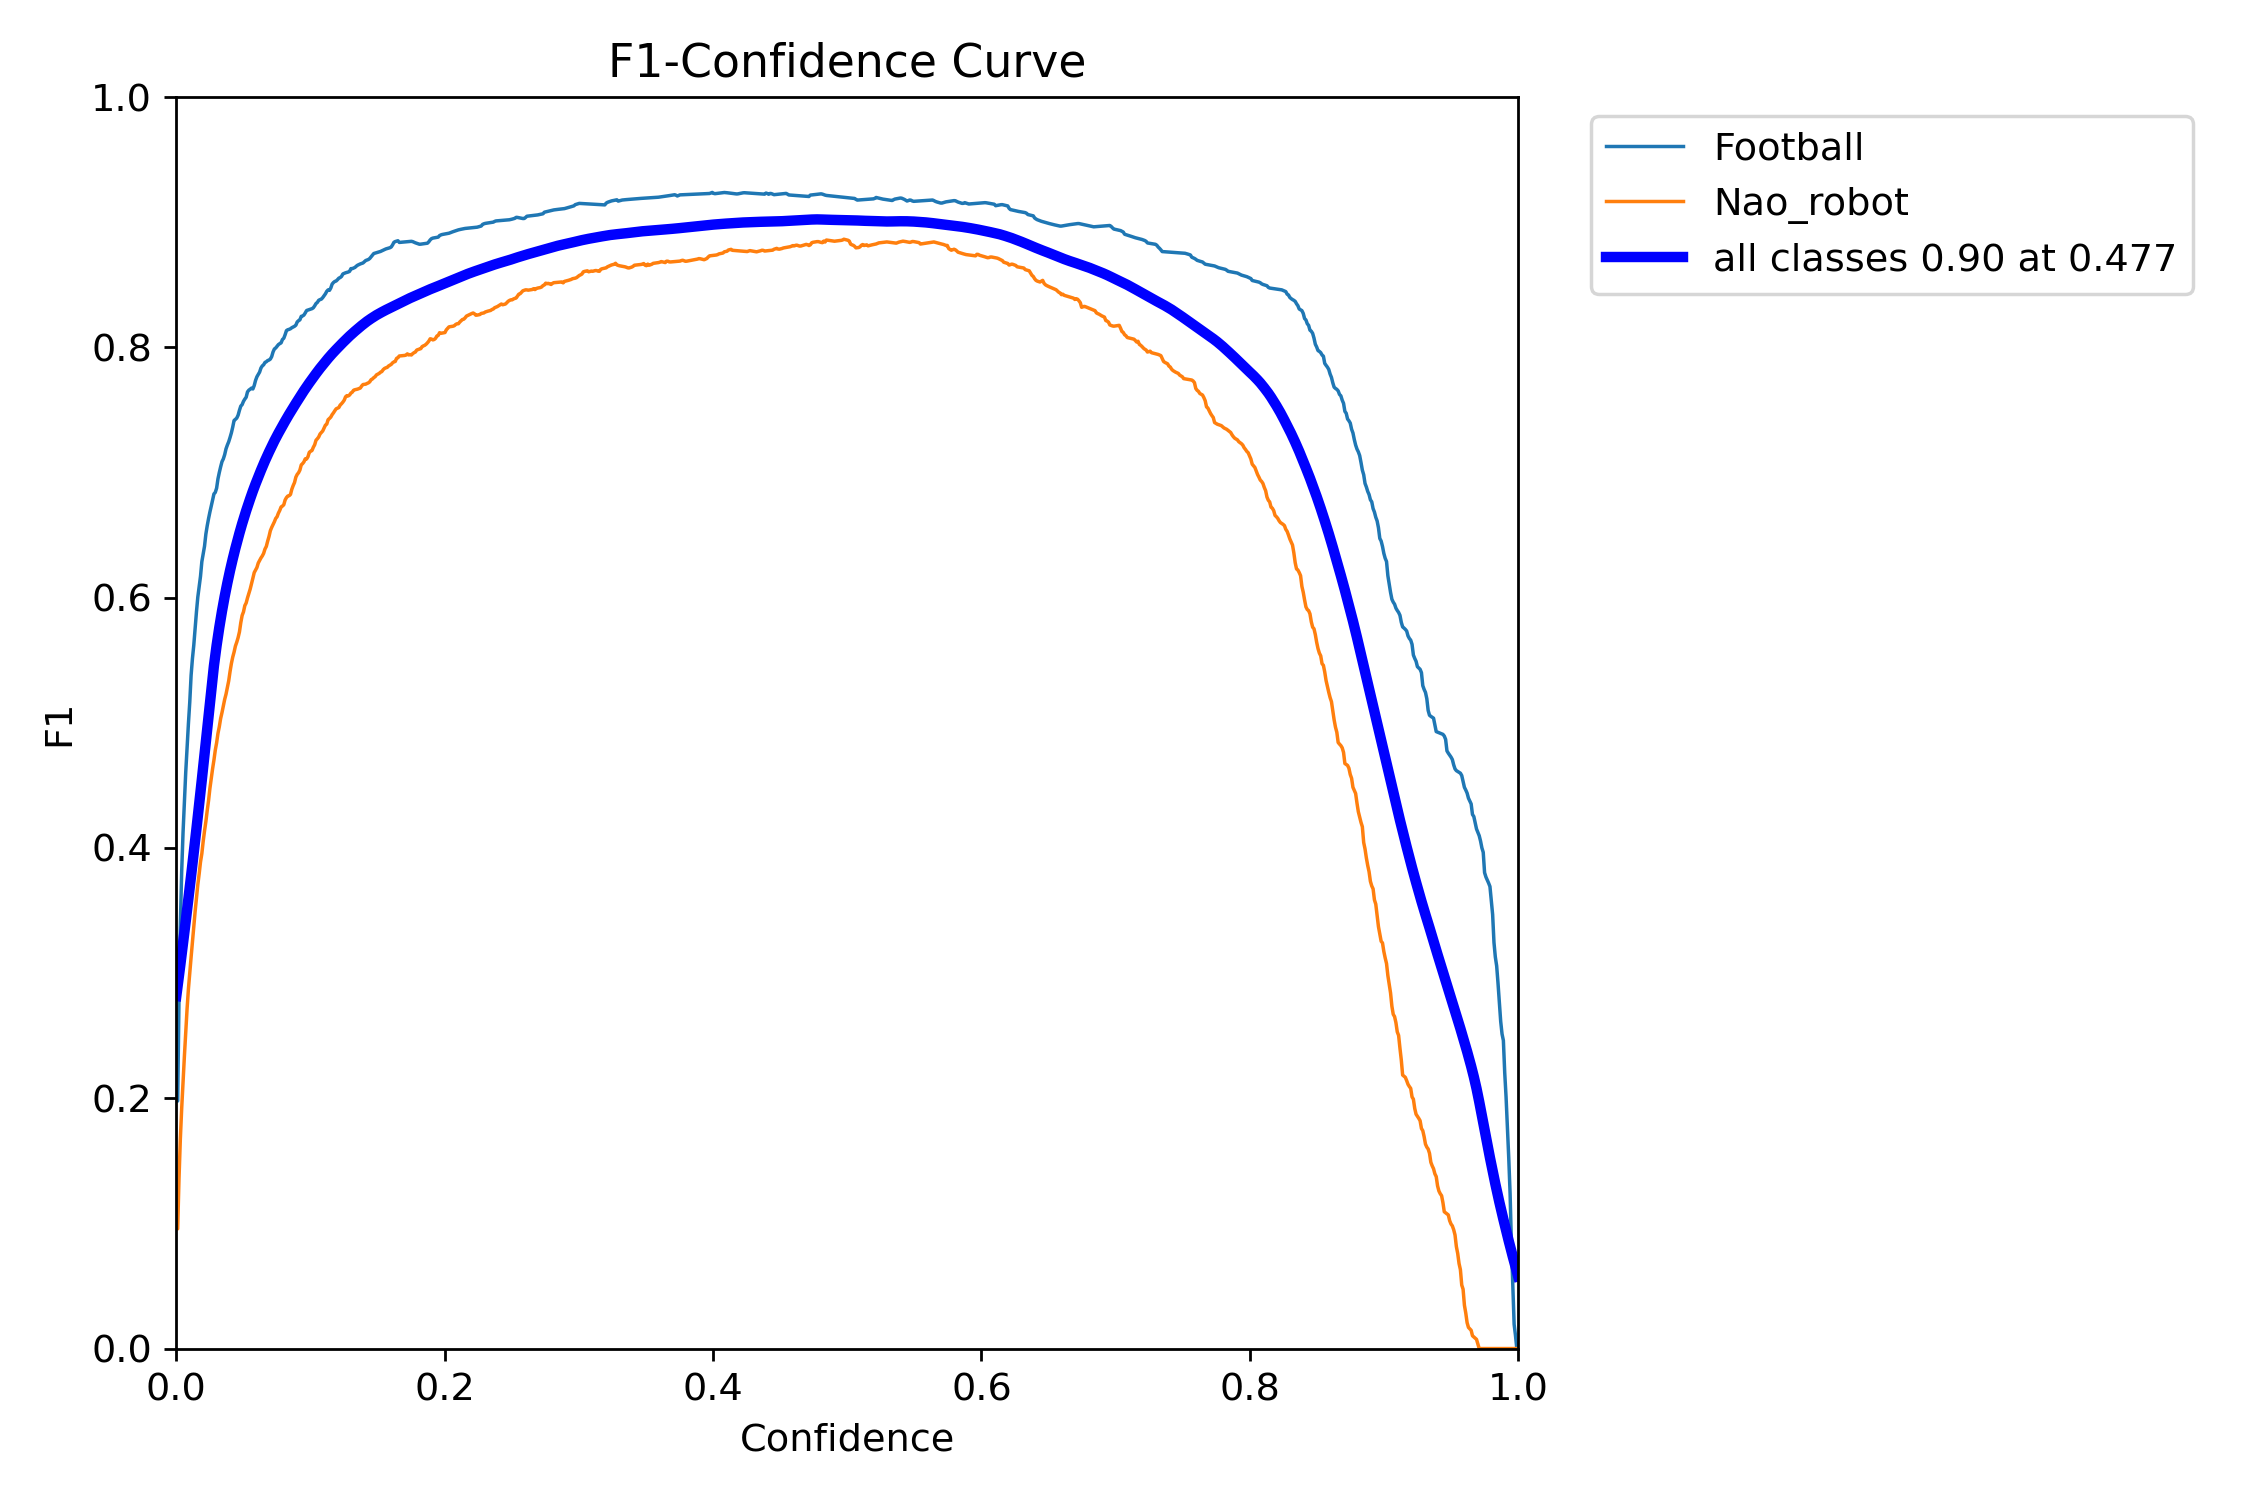 F1-Confidence Curve
1.0
0.8
0.6
0.4
0.2
0.0
F1
0.0 0.2 0.4 0.6 0.8 1.0
Confidence
Football
Nao_robot
all classes 0.90 at 0.477